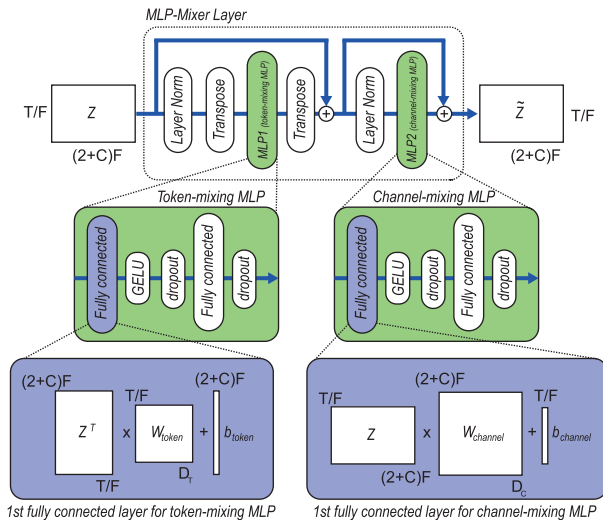 MLP-Mixer Layer
T/F
Z
(2+C)F
Layer Norm
Transpose
MLP1 (token-mixing MLP)
Transpose
+
Layer Norm
MLP2 (channel-mixing MLP)
+
Z̃
T/F
(2+C)F
Token-mixing MLP
Fully connected
GELU
dropout
Fully connected
dropout
Channel-mixing MLP
Fully connected
GELU
dropout
Fully connected
dropout
(2+C)F
Z^T
T/F
x
T/F
W_token
D_T
+
(2+C)F
b_token
1st fully connected layer for token-mixing MLP
T/F
Z
(2+C)F
x
(2+C)F
W_channel
D_C
+
T/F
b_channel
1st fully connected layer for channel-mixing MLP